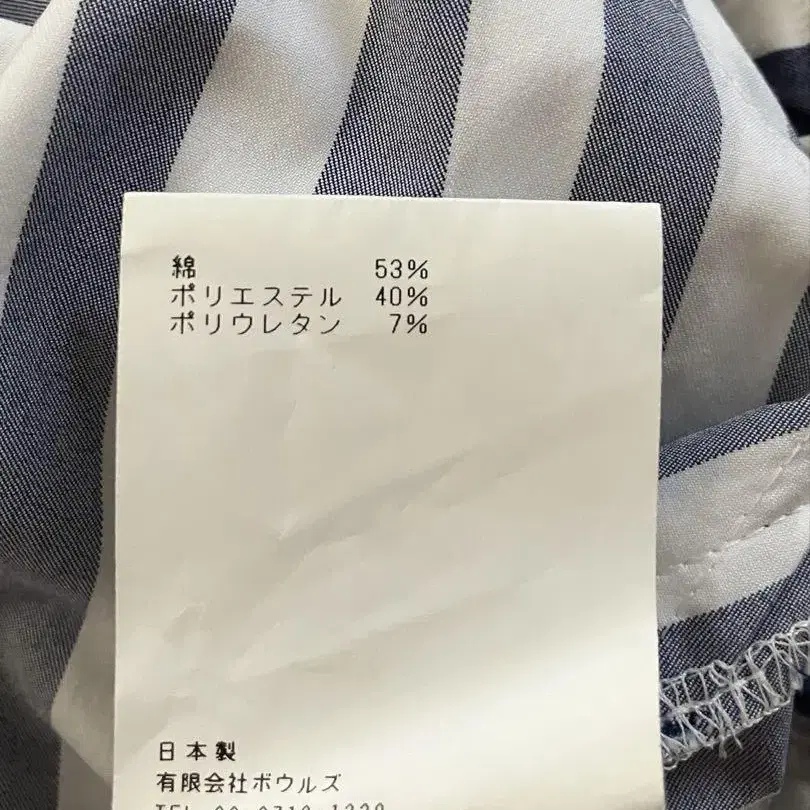 綿 53%
ポリエステル 40%
ポリウレタン 7%
日本製
有限会社ボウルズ
TEL